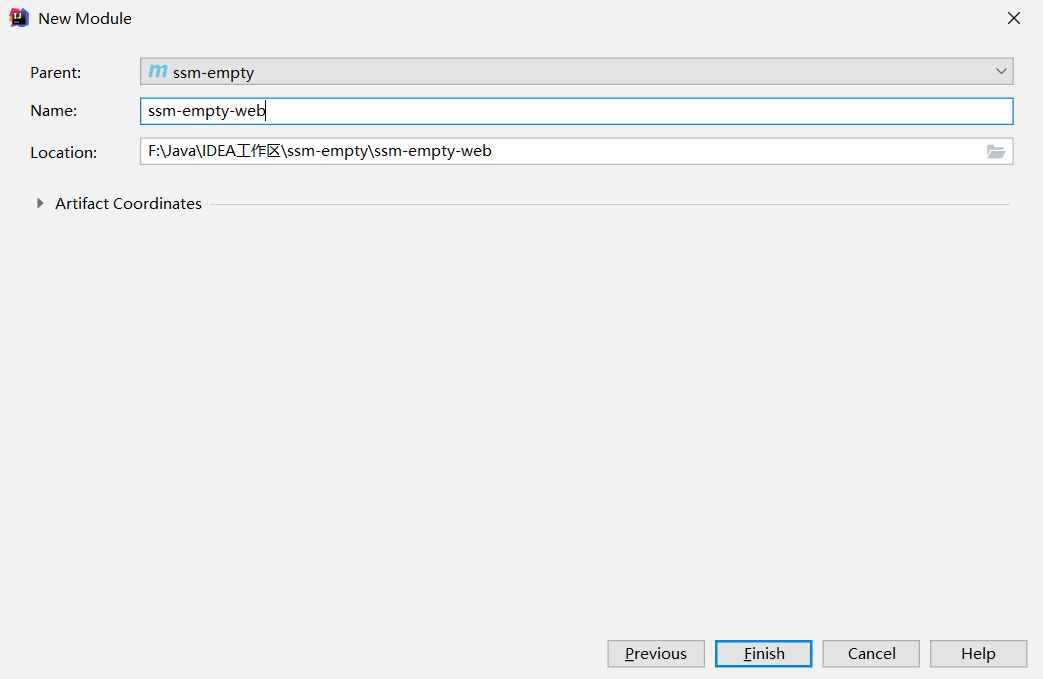 New Module
Parent: m ssm-empty
Name: ssm-empty-web
Location: F:\Java\IDEA工作区\ssm-empty\ssm-empty-web
Artifact Coordinates
Previous Finish Cancel Help